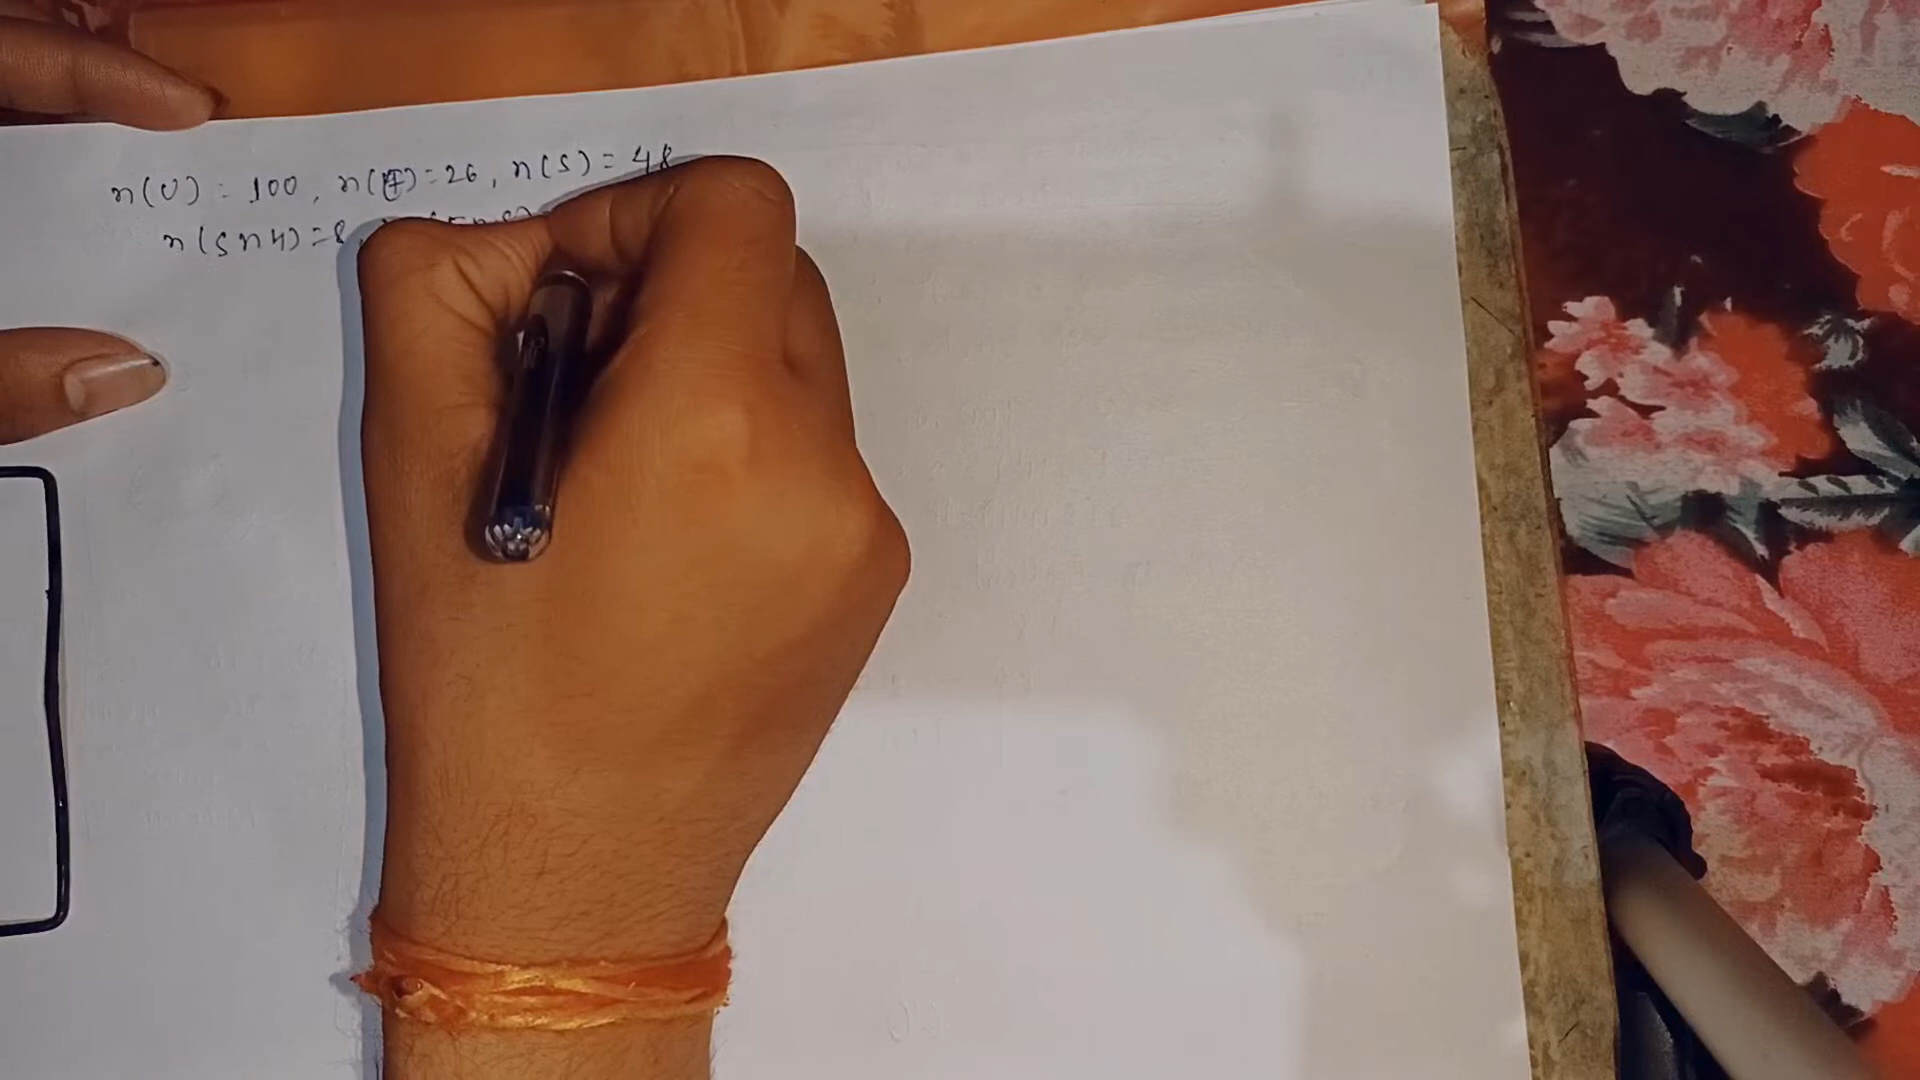 n(U) = 100, n(E) = 26, n(S) = 48
n(S∩H) = 8,